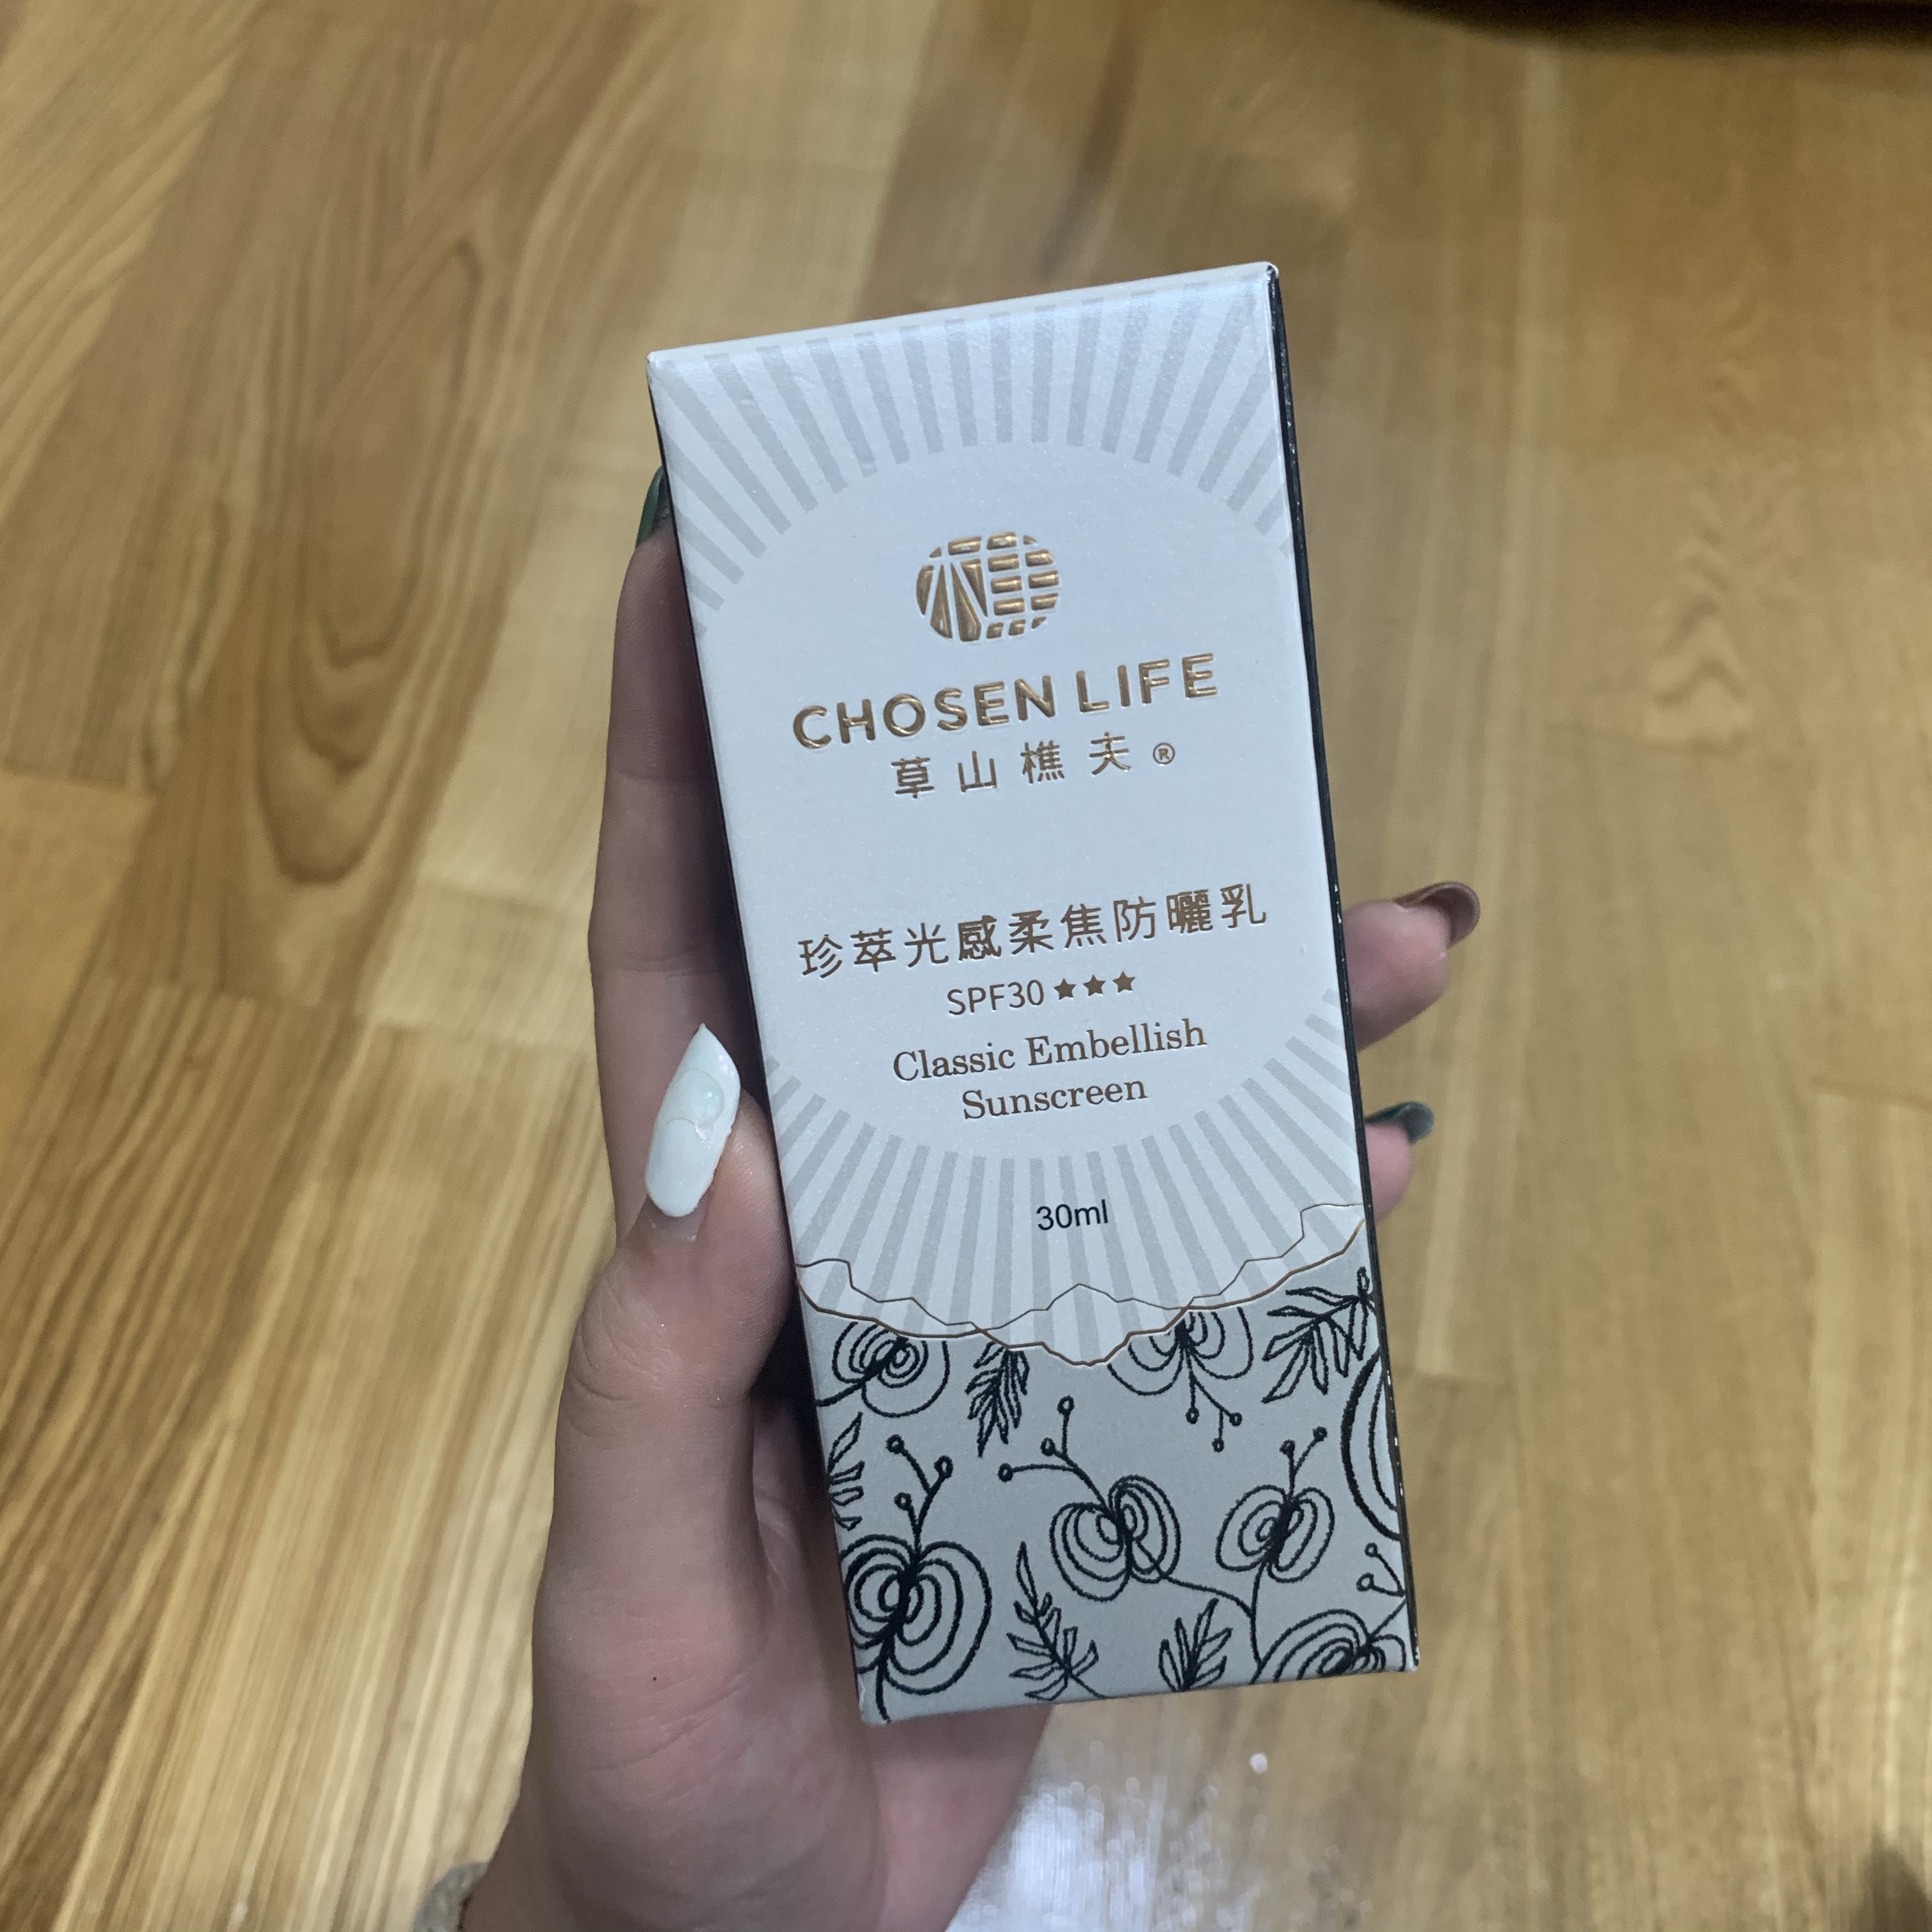 CHOSEN LIFE
草山樵夫®
珍萃光感柔焦防曬乳
SPF30★★★
Classic Embellish
Sunscreen
30ml